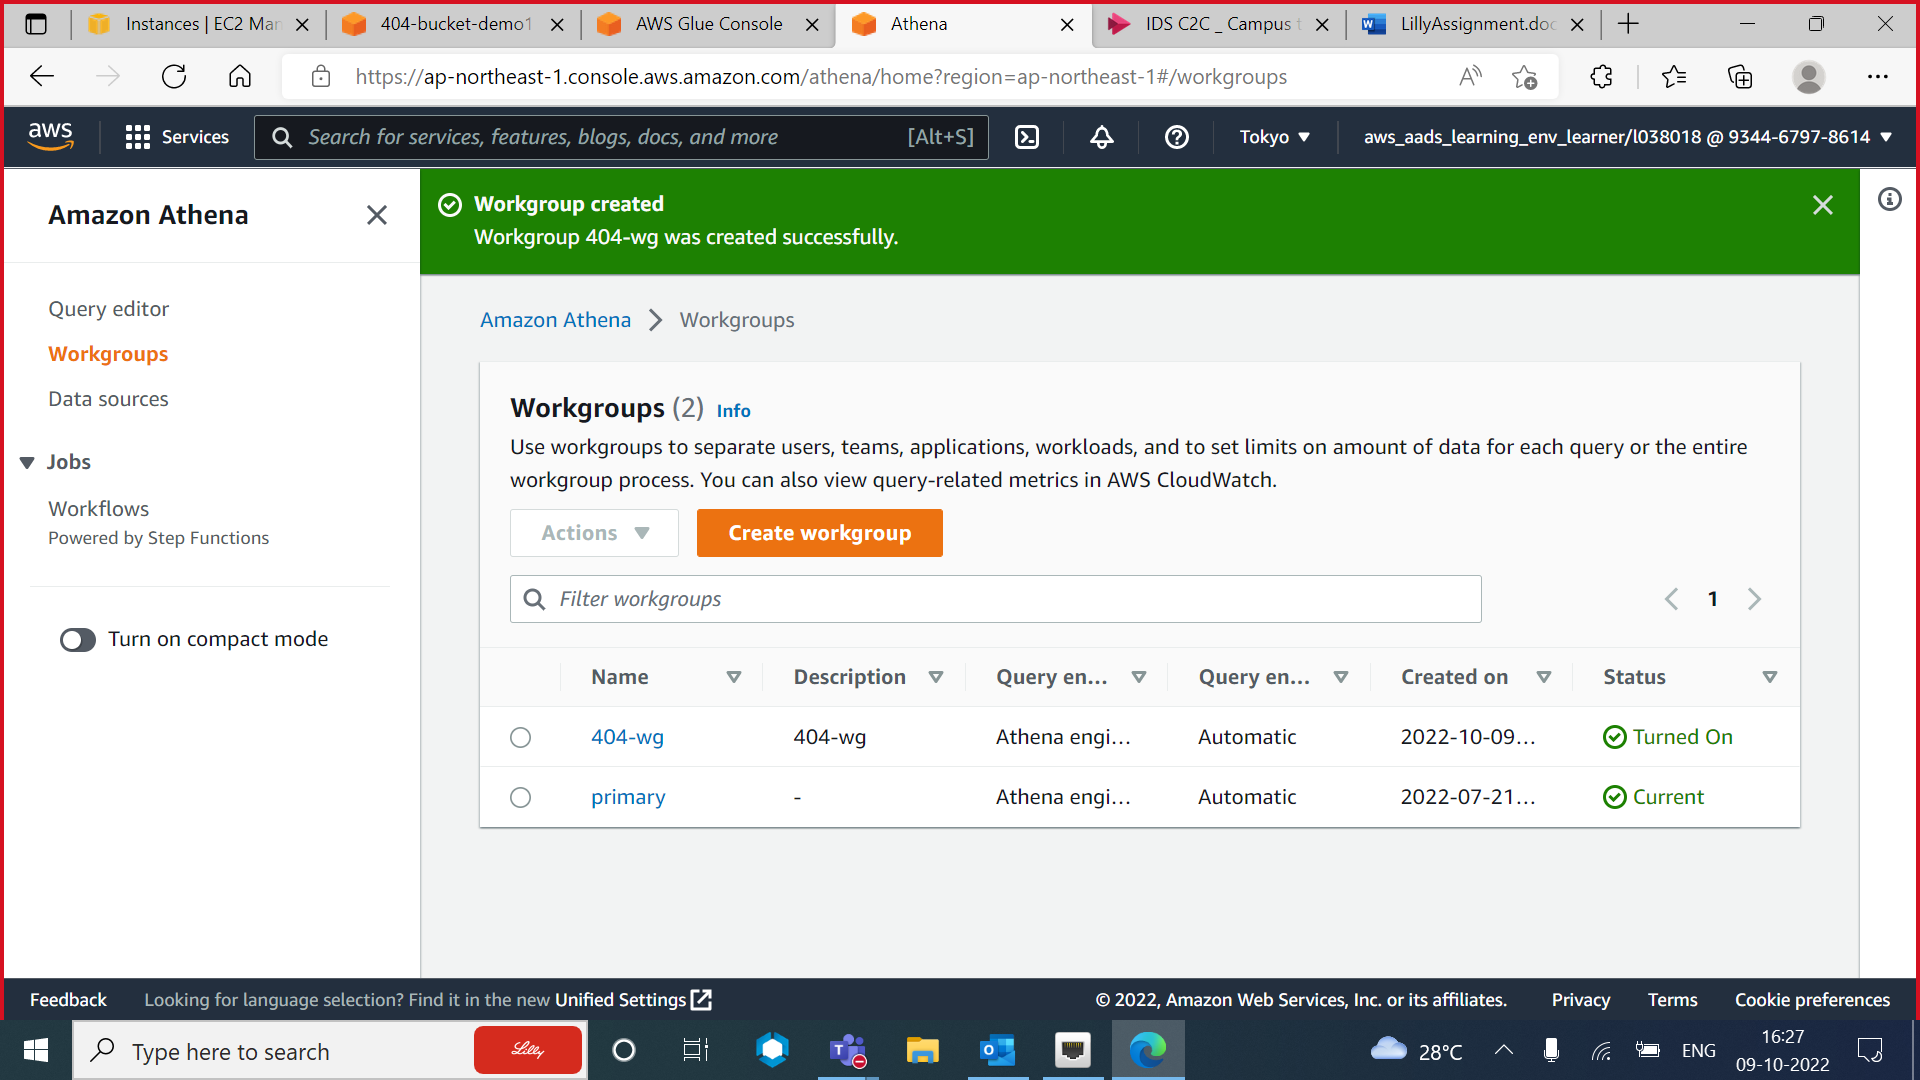 Instances | EC2 Man
404-bucket-demo1
AWS Glue Console
Athena
IDS C2C _ Campus t
LillyAssignment.doc
https://ap-northeast-1.console.aws.amazon.com/athena/home?region=ap-northeast-1#/workgroups
aws
Services
Search for services, features, blogs, docs, and more
[Alt+S]
Tokyo
aws_aads_learning_env_learner/l038018 @ 9344-6797-8614
Amazon Athena
Query editor
Workgroups
Data sources
Jobs
Workflows
Powered by Step Functions
Turn on compact mode
Workgroup created
Workgroup 404-wg was created successfully.
Amazon Athena
Workgroups
Workgroups (2) Info
Use workgroups to separate users, teams, applications, workloads, and to set limits on amount of data for each query or the entire
workgroup process. You can also view query-related metrics in AWS CloudWatch.
Actions
Create workgroup
Filter workgroups
1
Name Description Query en... Query en... Created on Status
404-wg 404-wg Athena engi... Automatic 2022-10-09... Turned On
primary - Athena engi... Automatic 2022-07-21... Current
Feedback
Looking for language selection? Find it in the new Unified Settings
© 2022, Amazon Web Services, Inc. or its affiliates.
Privacy
Terms
Cookie preferences
Type here to search
Lilly
28°C
ENG
16:27
09-10-2022